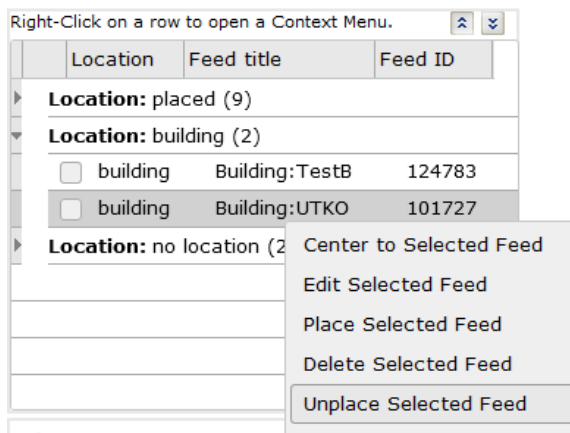 Right-Click on a row to open a Context Menu.
Location Feed title Feed ID
Location: placed (9)
Location: building (2)
building Building:TestB 124783
building Building:UTKO 101727
Location: no location (2
Center to Selected Feed
Edit Selected Feed
Place Selected Feed
Delete Selected Feed
Unplace Selected Feed